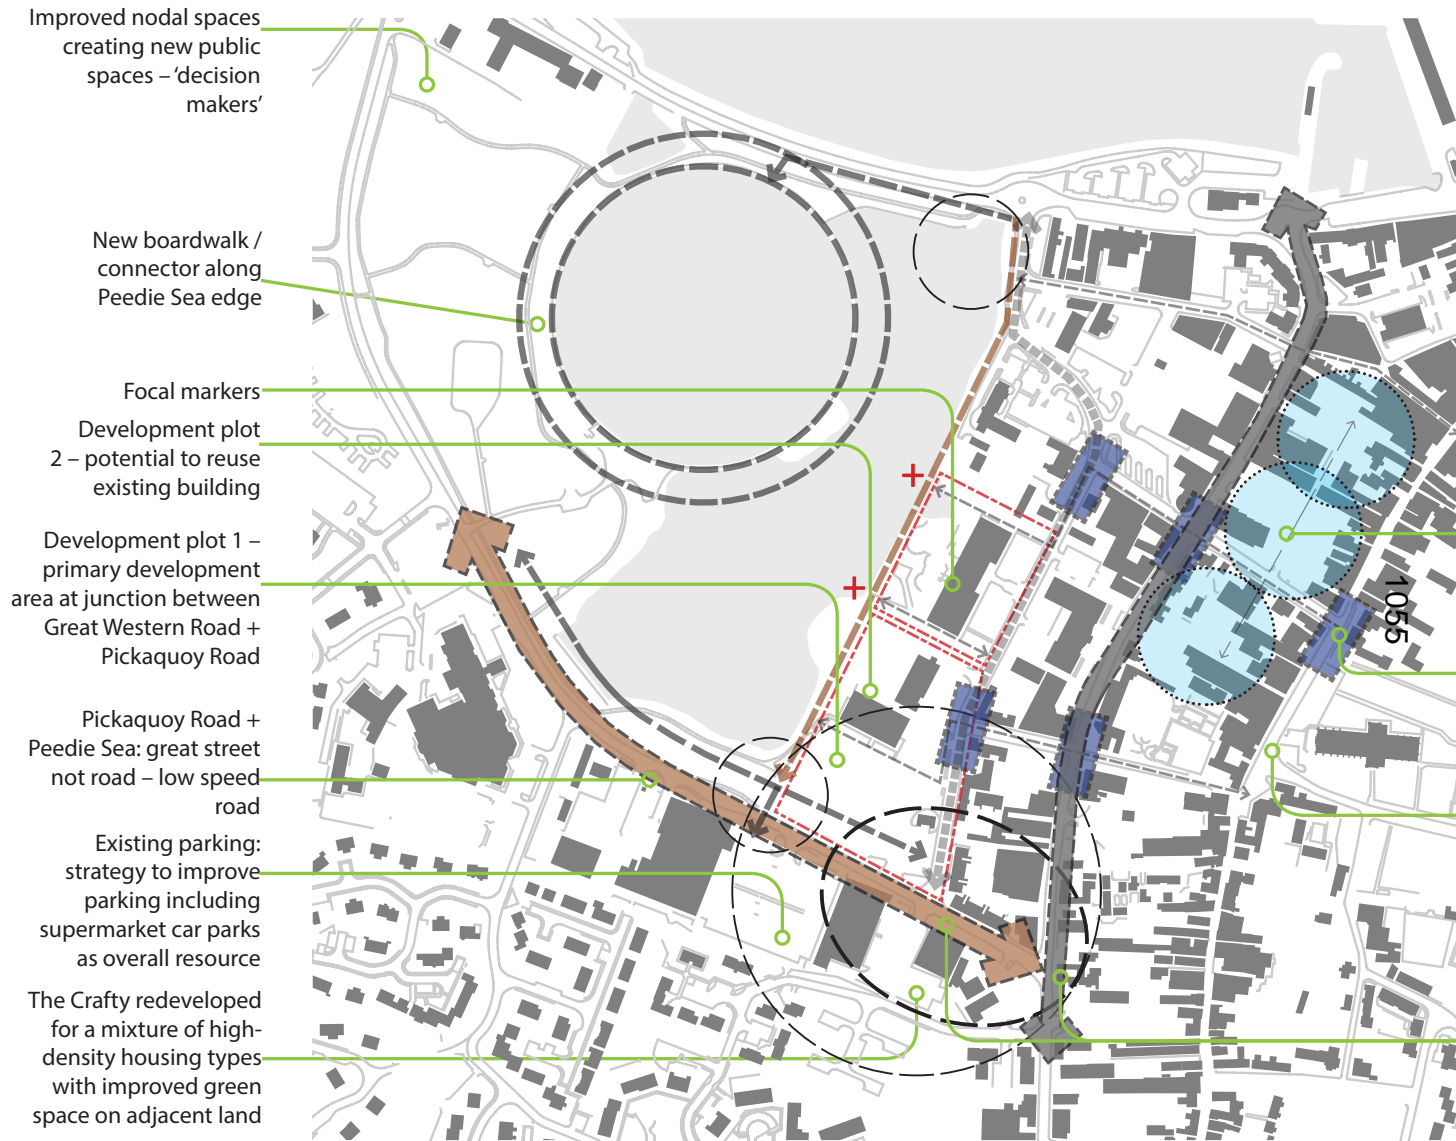 Improved nodal spaces
creating new public
spaces – ‘decision
makers’
New boardwalk /
connector along
Peedie Sea edge
Focal markers
Development plot
2 – potential to reuse
existing building
Development plot 1 –
primary development
area at junction between
Great Western Road +
Pickaquoy Road
Pickaquoy Road +
Peedie Sea: great street
not road – low speed
road
Existing parking:
strategy to improve
parking including
supermarket car parks
as overall resource
The Crafty redeveloped
for a mixture of high-
density housing types
with improved green
space on adjacent land
1055